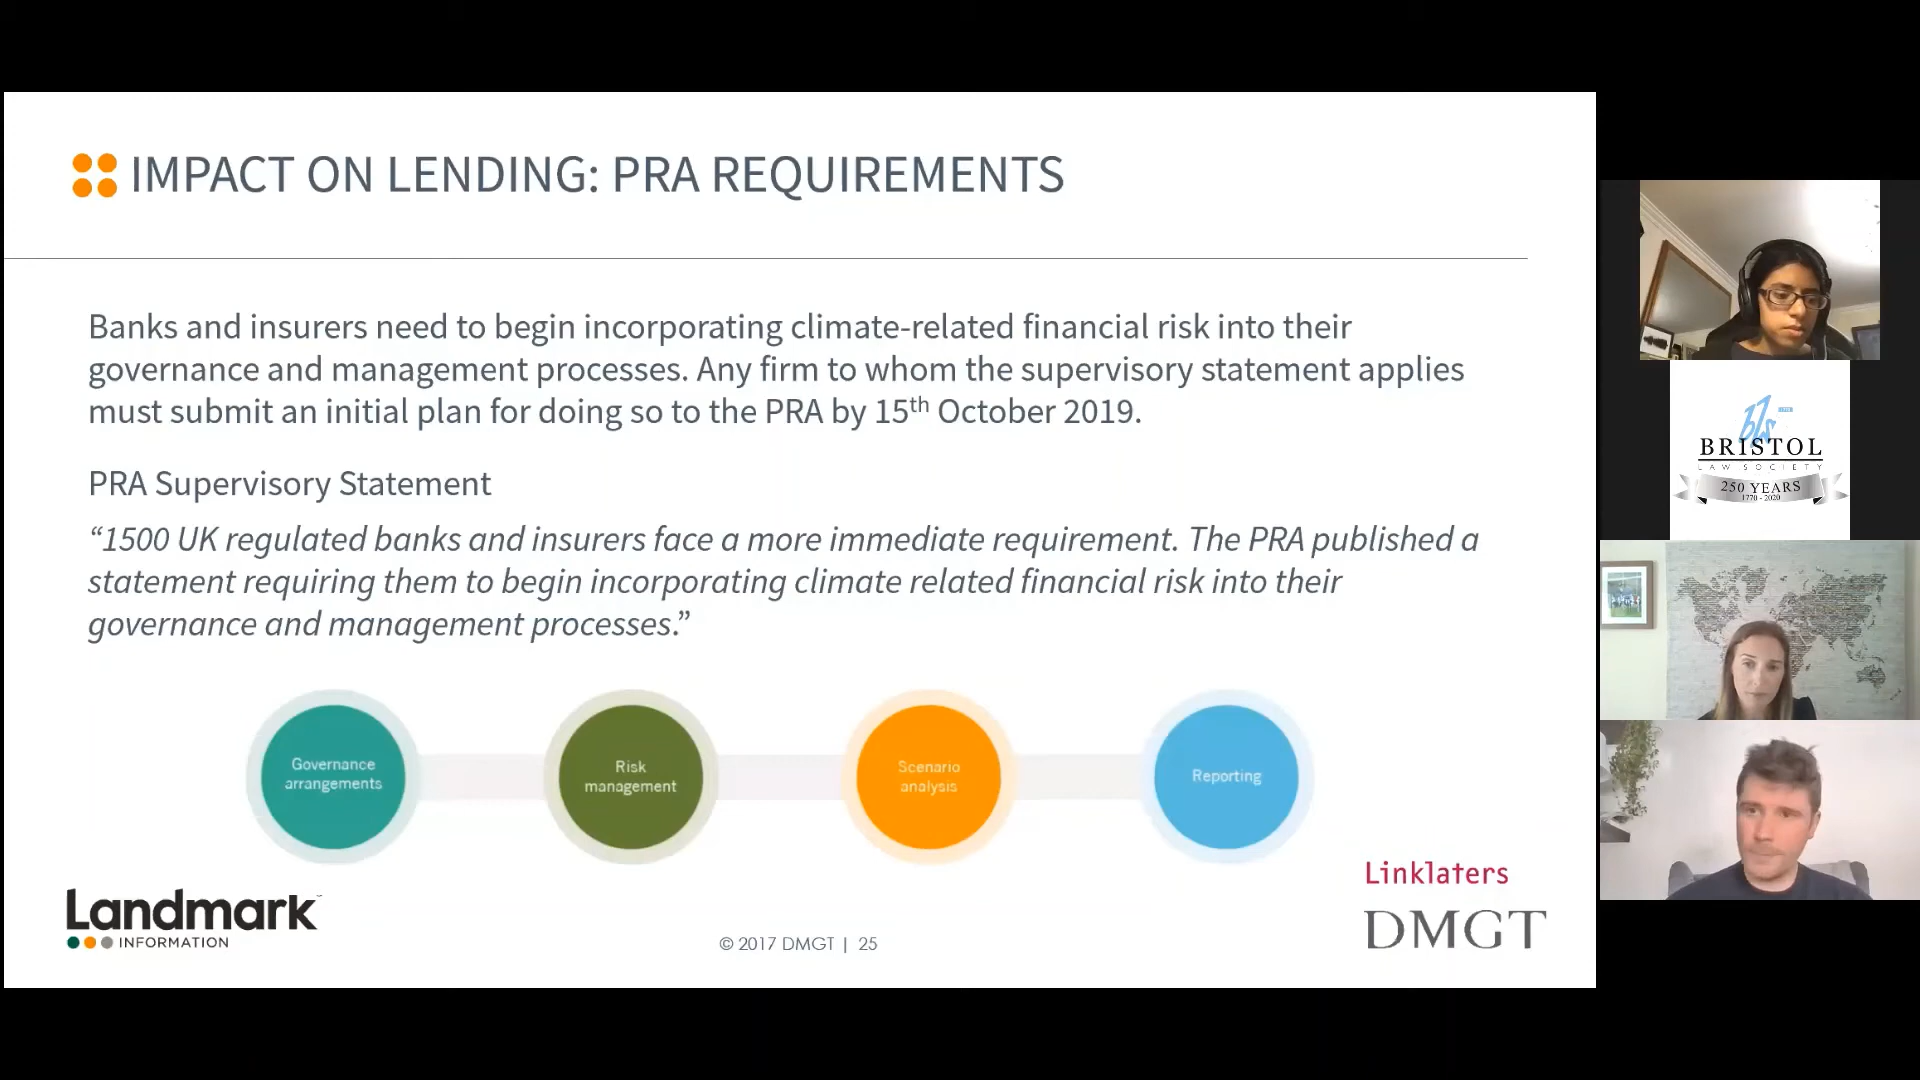 IMPACT ON LENDING: PRA REQUIREMENTS
Banks and insurers need to begin incorporating climate-related financial risk into their
governance and management processes. Any firm to whom the supervisory statement applies
must submit an initial plan for doing so to the PRA by 15th October 2019.
PRA Supervisory Statement
“1500 UK regulated banks and insurers face a more immediate requirement. The PRA published a
statement requiring them to begin incorporating climate related financial risk into their
governance and management processes.”
Governance
arrangements
Risk
management
Scenario
analysis
Reporting
Landmark
INFORMATION
© 2017 DMGT | 25
Linklaters
DMGT
bls
BRISTOL
LAW SOCIETY
250 YEARS
1770 - 2020